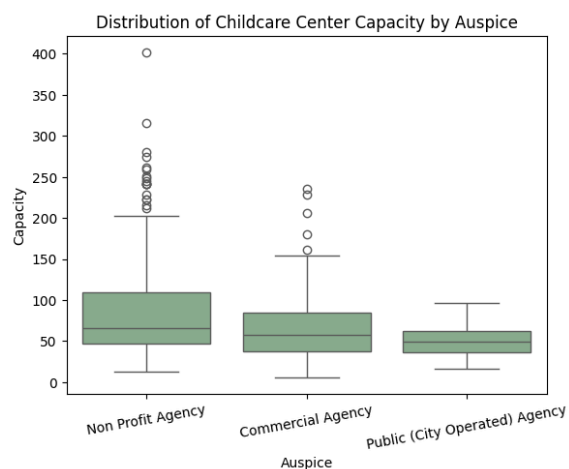 Distribution of Childcare Center Capacity by Auspice
400
350
300
250
200
150
100
50
0
Capacity
Non Profit Agency
Commercial Agency
Public (City Operated) Agency
Auspice